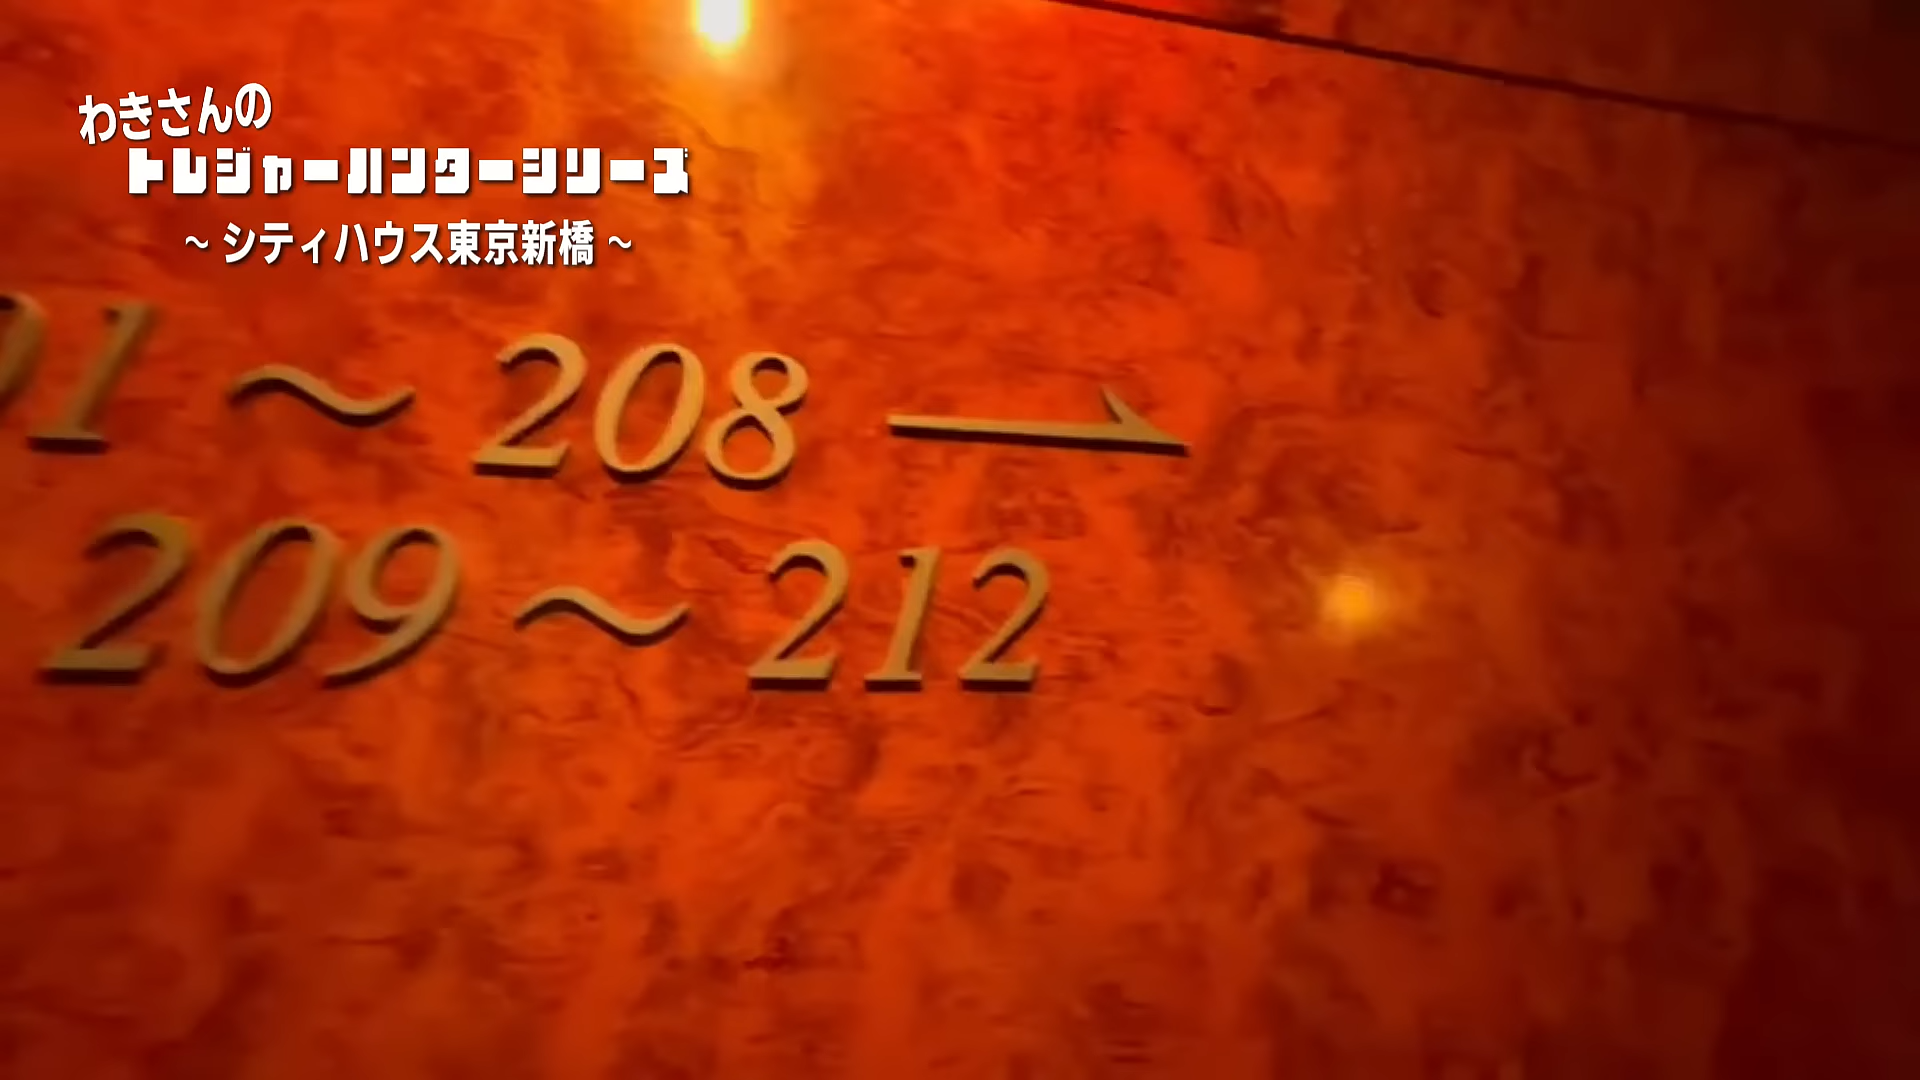 わきさんの
トレジャーハンターシリーズ
~ シティハウス東京新橋 ~
01 〜 208 ⇀
209 〜 212